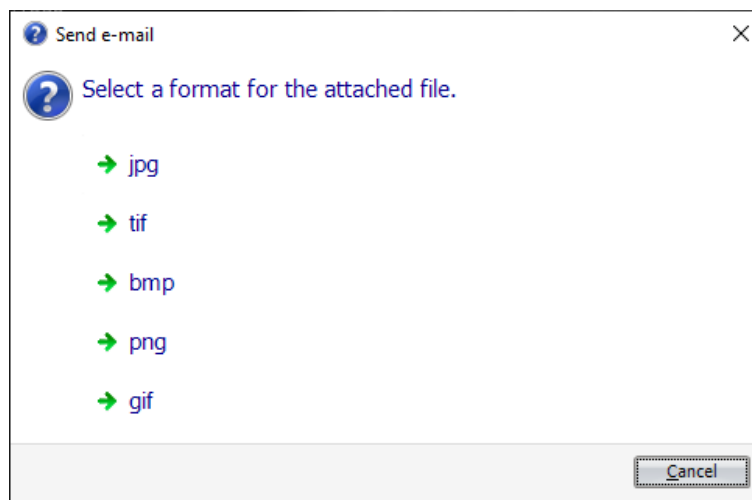 Send e-mail
Select a format for the attached file.
jpg
tif
bmp
png
gif
Cancel